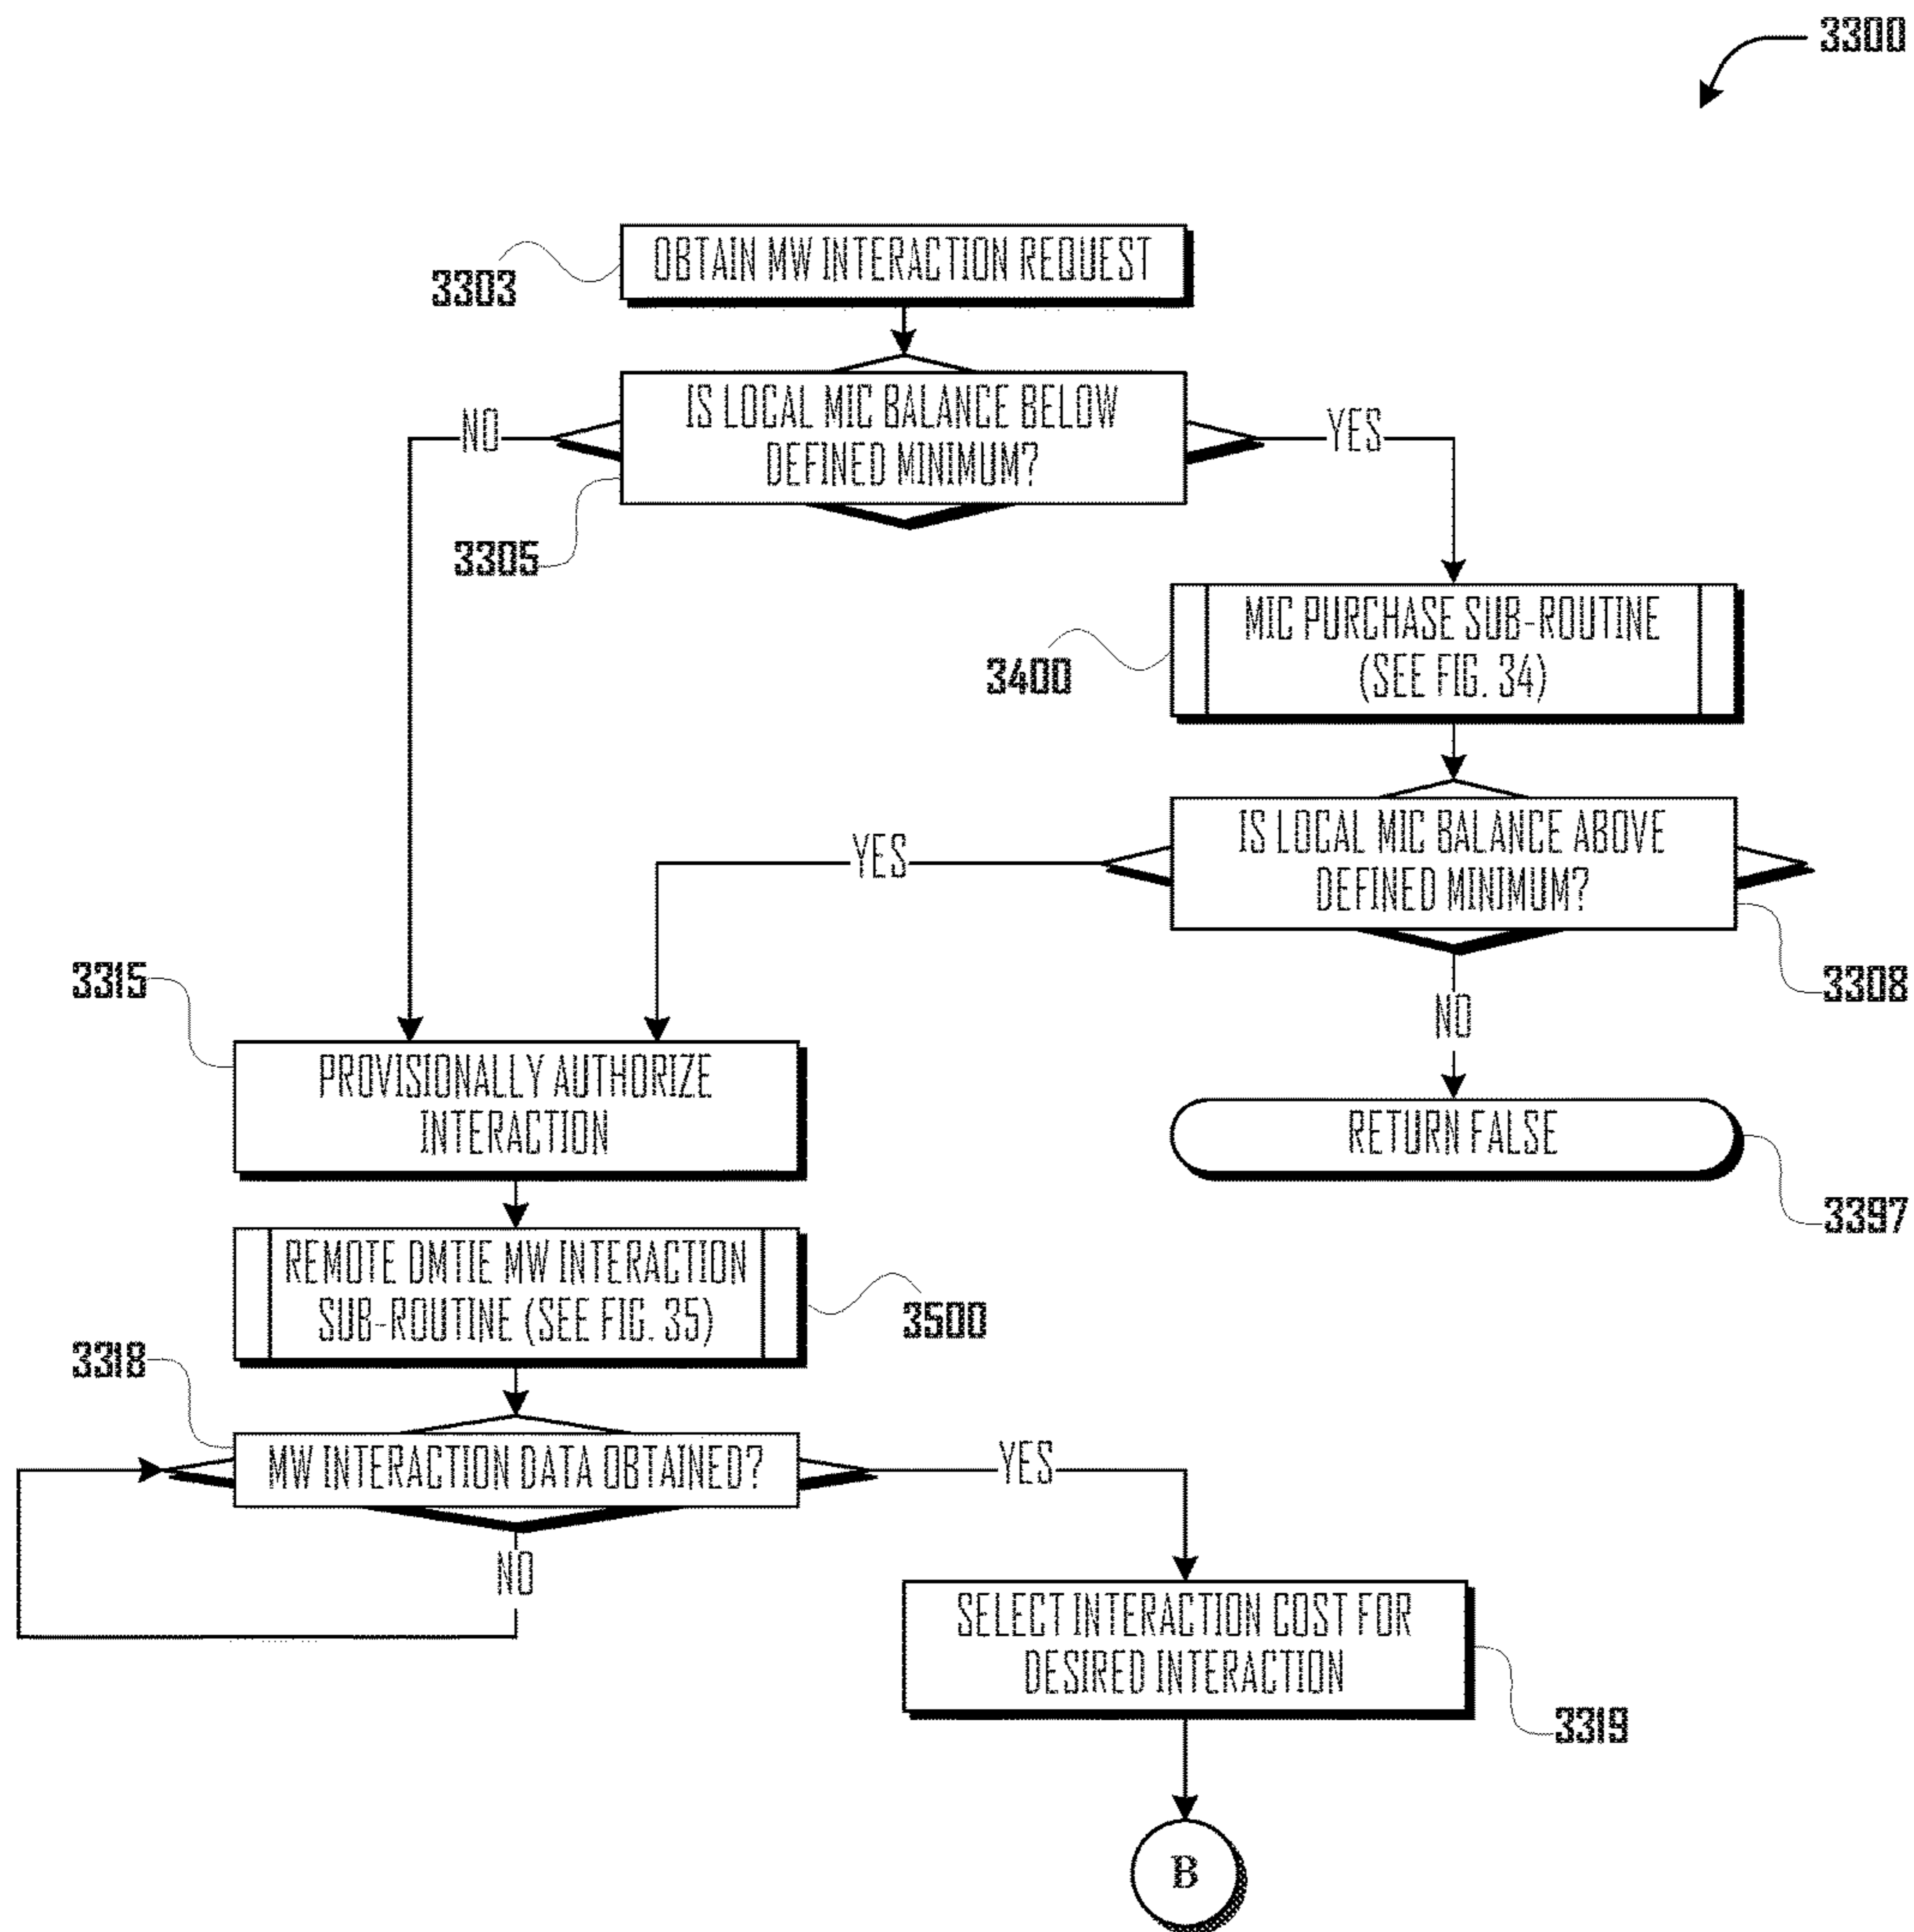 3300
OBTAIN MW INTERACTION REQUEST
3303
IS LOCAL MIC BALANCE BELOW
DEFINED MINIMUM?
NO
YES
3305
MIC PURCHASE SUB-ROUTINE
(SEE FIG. 34)
3400
IS LOCAL MIC BALANCE ABOVE
DEFINED MINIMUM?
YES
3308
NO
3315
PROVISIONALLY AUTHORIZE
INTERACTION
RETURN FALSE
3397
REMOTE DMTIE MW INTERACTION
SUB-ROUTINE (SEE FIG. 35)
3500
3318
MW INTERACTION DATA OBTAINED?
YES
NO
SELECT INTERACTION COST FOR
DESIRED INTERACTION
3319
B